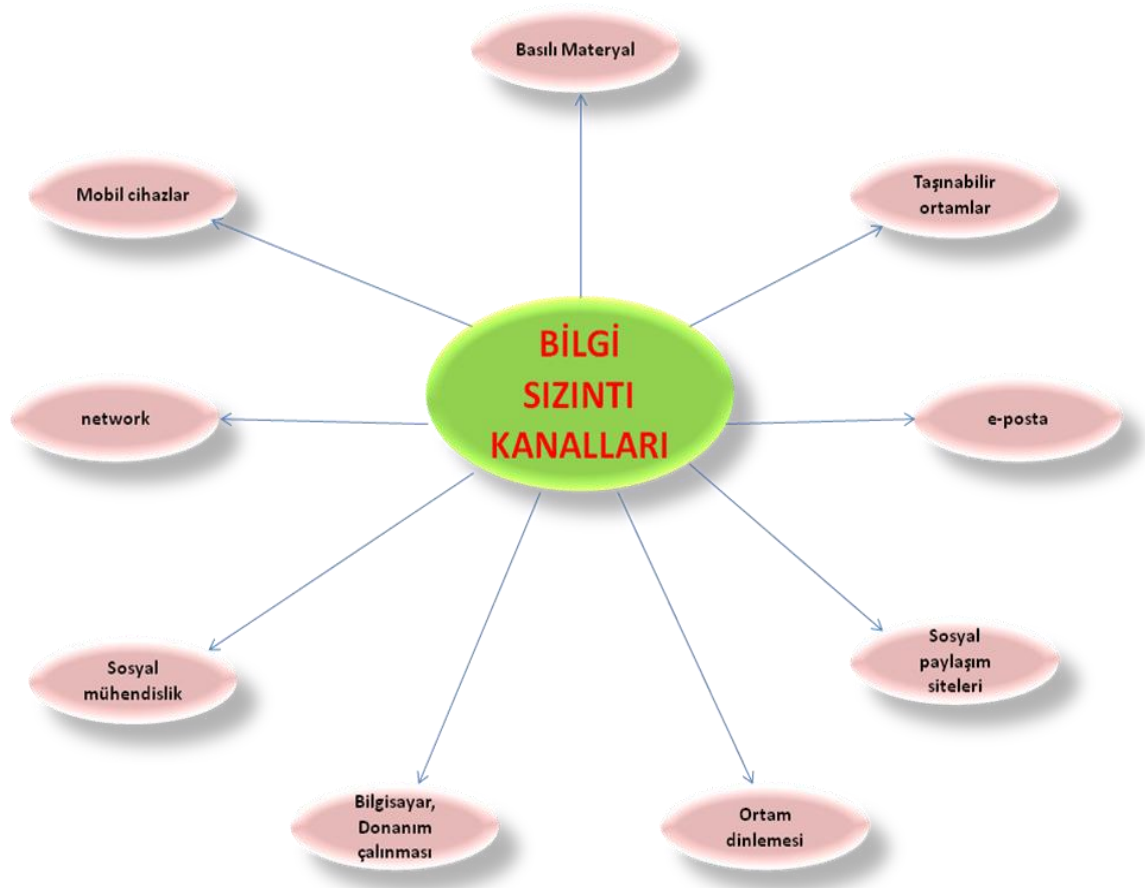 Basılı Materyal
Mobil cihazlar
Taşınabilir
ortamlar
BİLGİ
SIZINTI
KANALLARI
network
e-posta
Sosyal
mühendislik
Sosyal
paylaşım
siteleri
Bilgisayar,
Donanım
çalınması
Ortam
dinlemesi